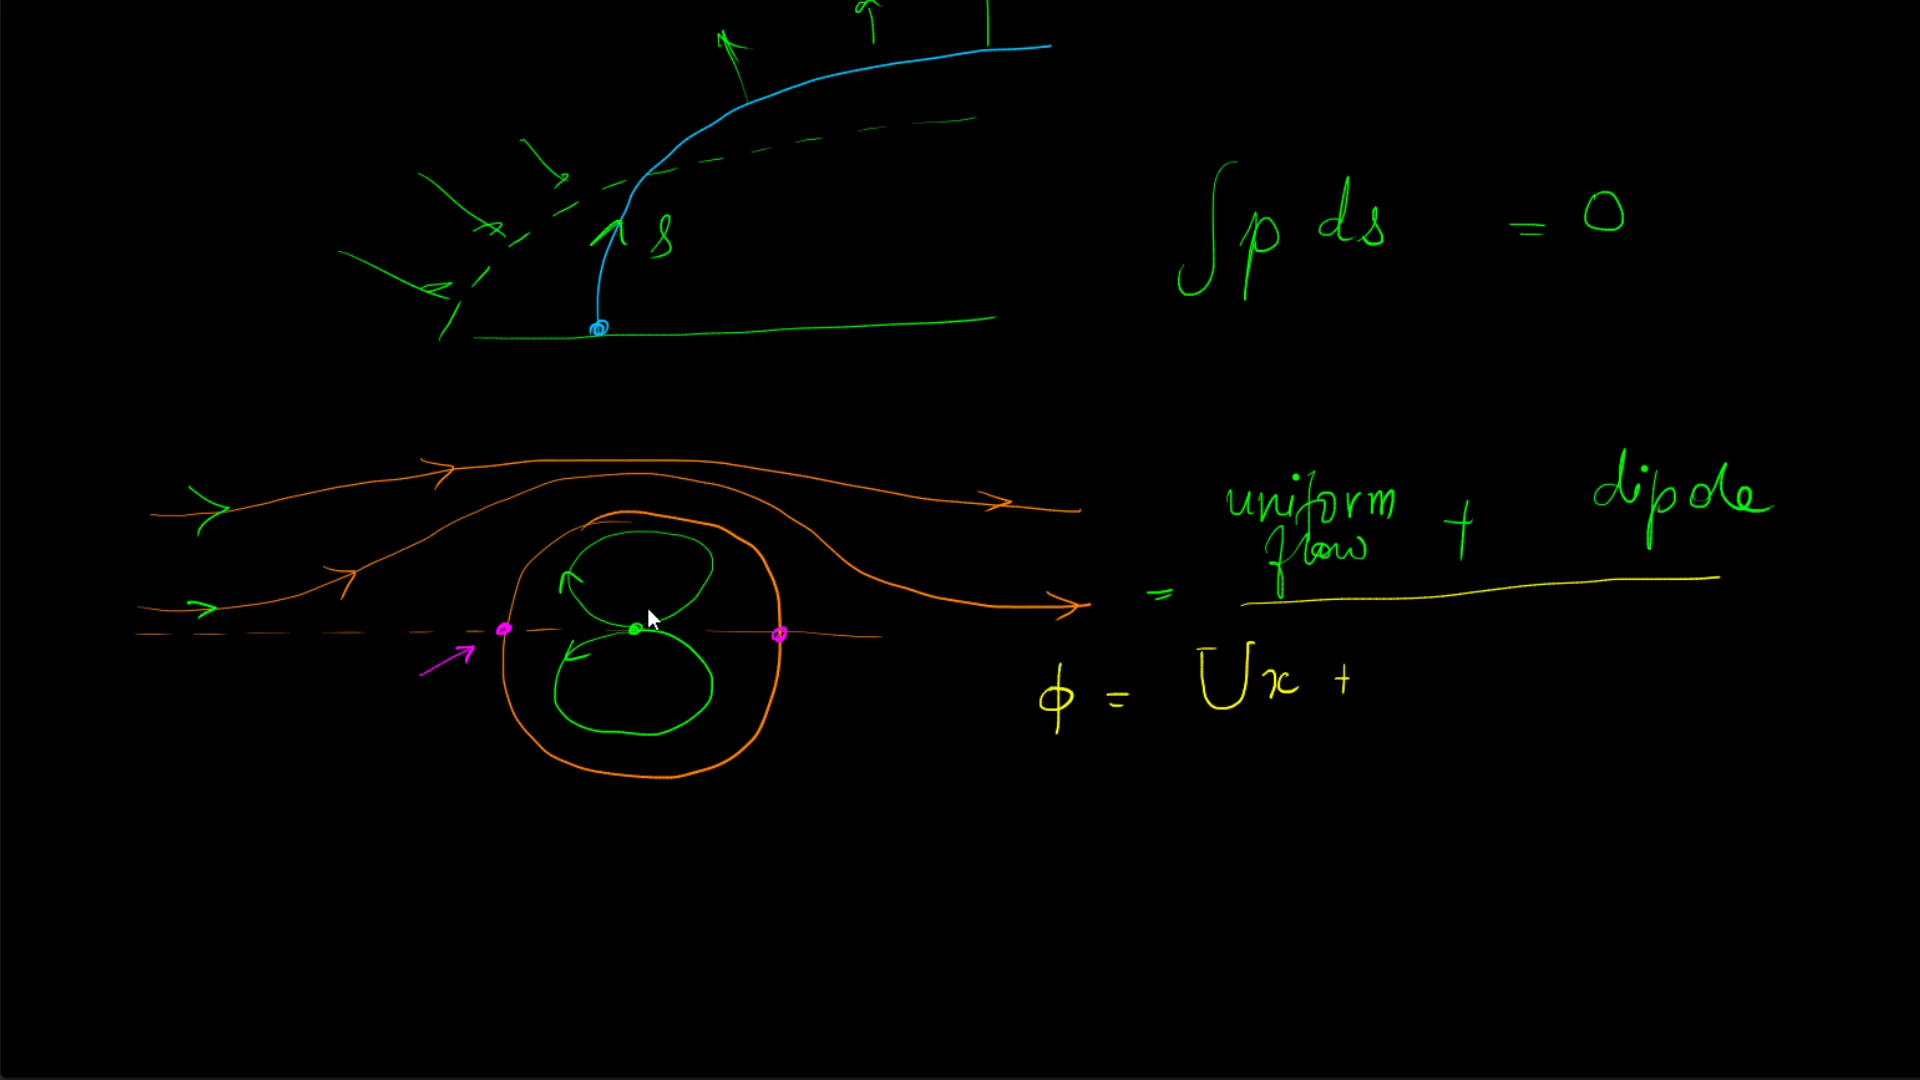 s
∫ p ds = 0
= uniform flow + dipole
ϕ = Ux +